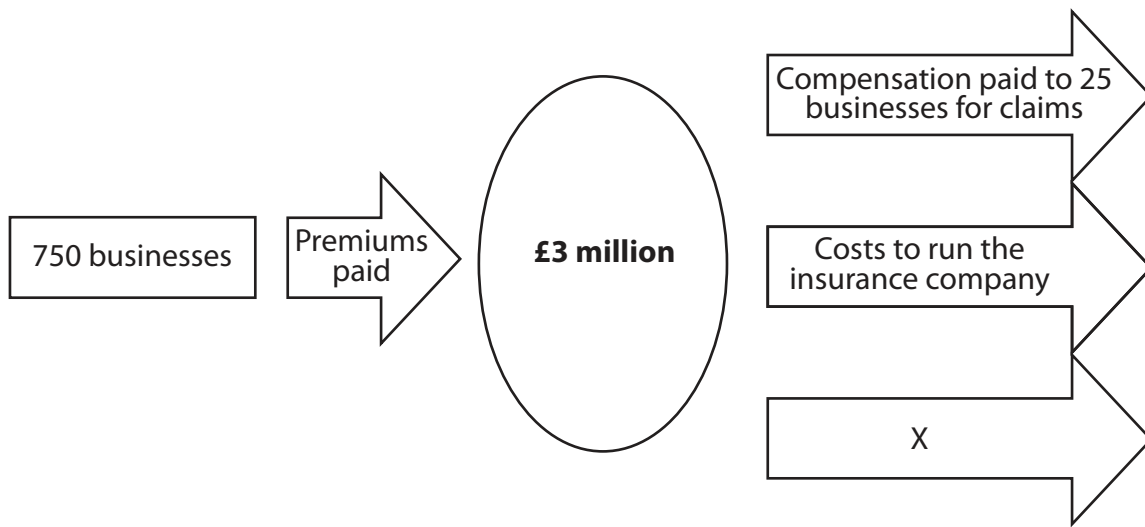 750 businesses
Premiums
paid
£3 million
Compensation paid to 25
businesses for claims
Costs to run the
insurance company
X